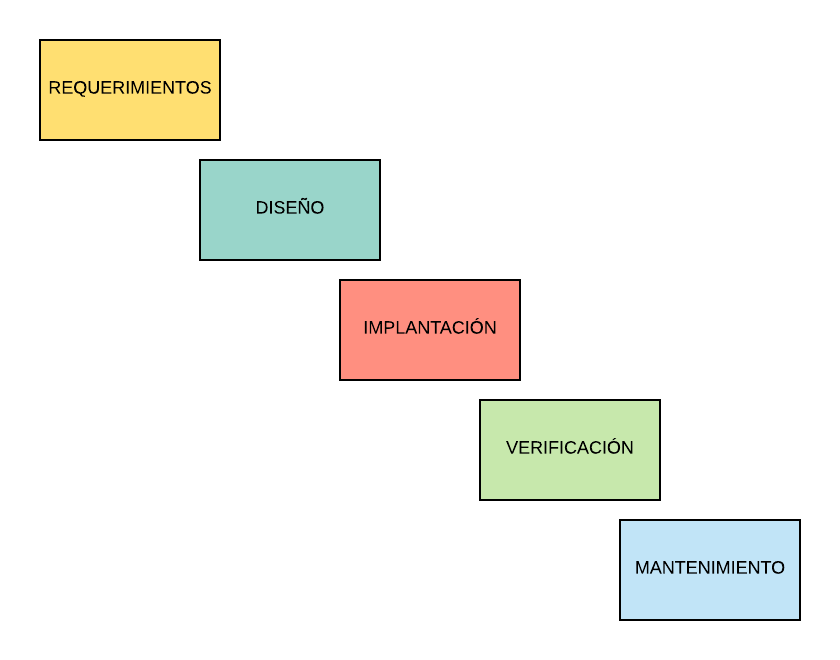 REQUERIMIENTOS
DISEÑO
IMPLANTACIÓN
VERIFICACIÓN
MANTENIMIENTO